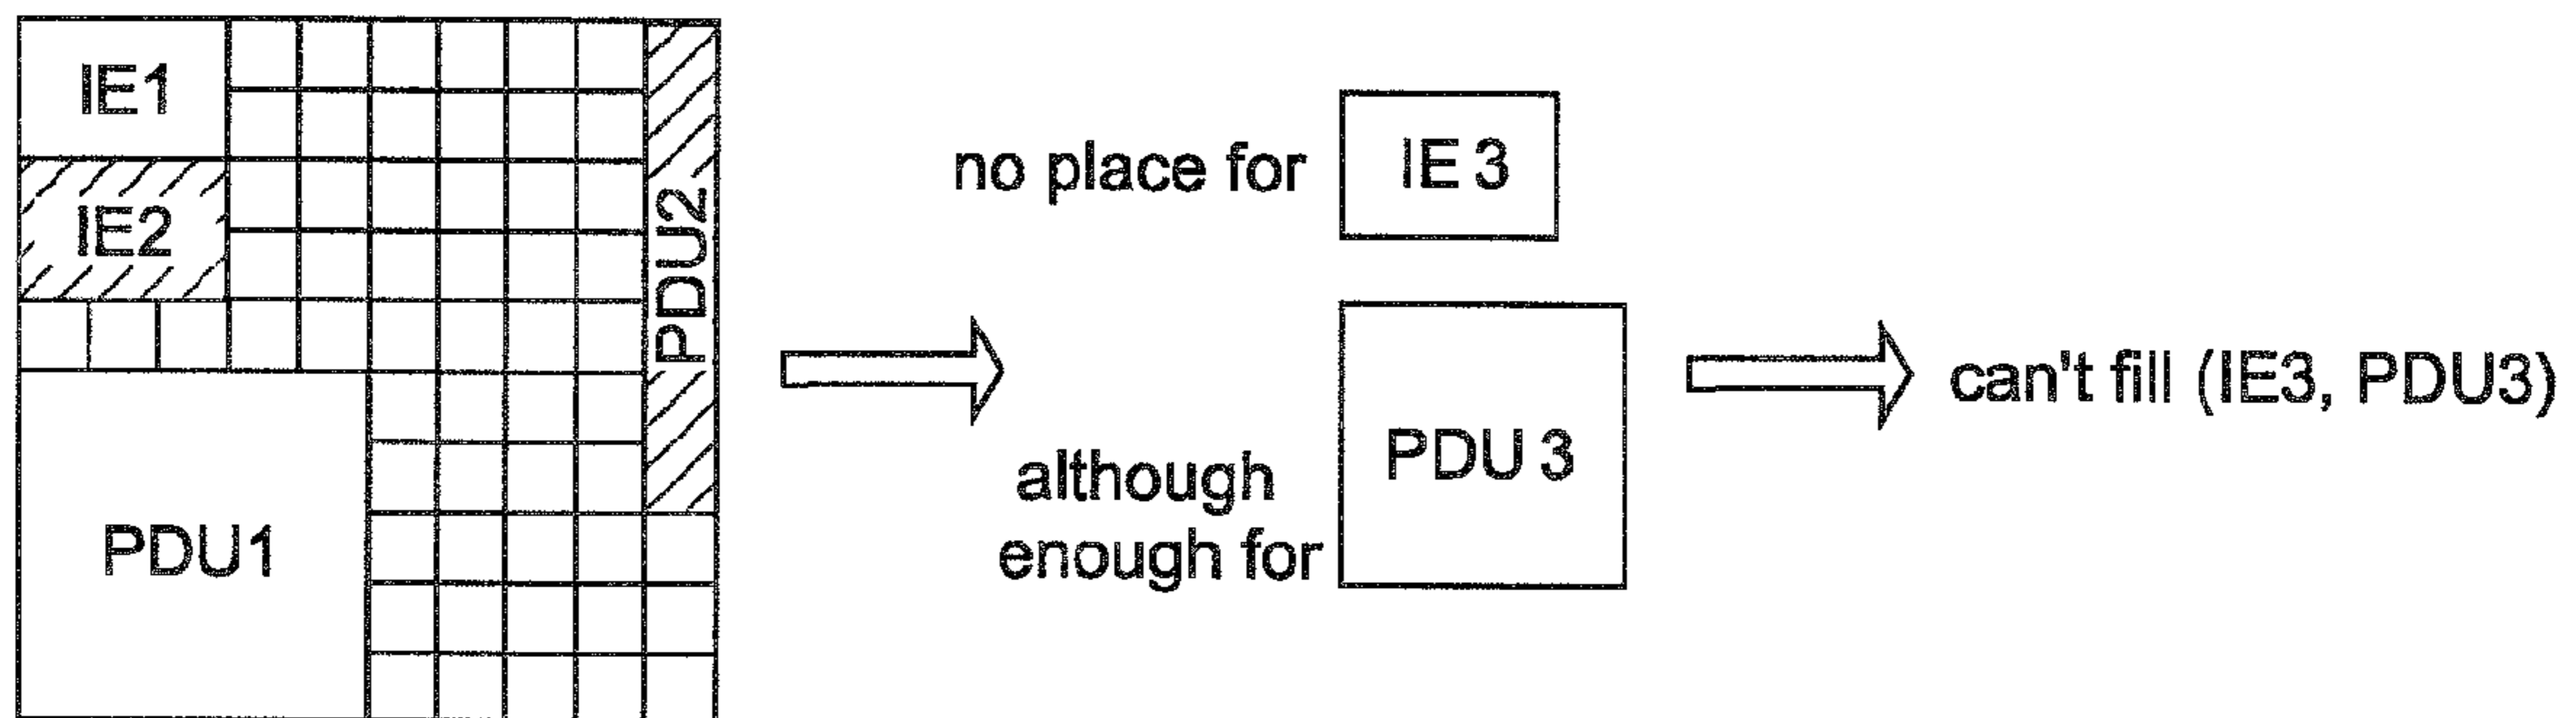 IE1
IE2
PDU1
PDU2
no place for
IE 3
although
enough for
PDU 3
can't fill (IE3, PDU3)